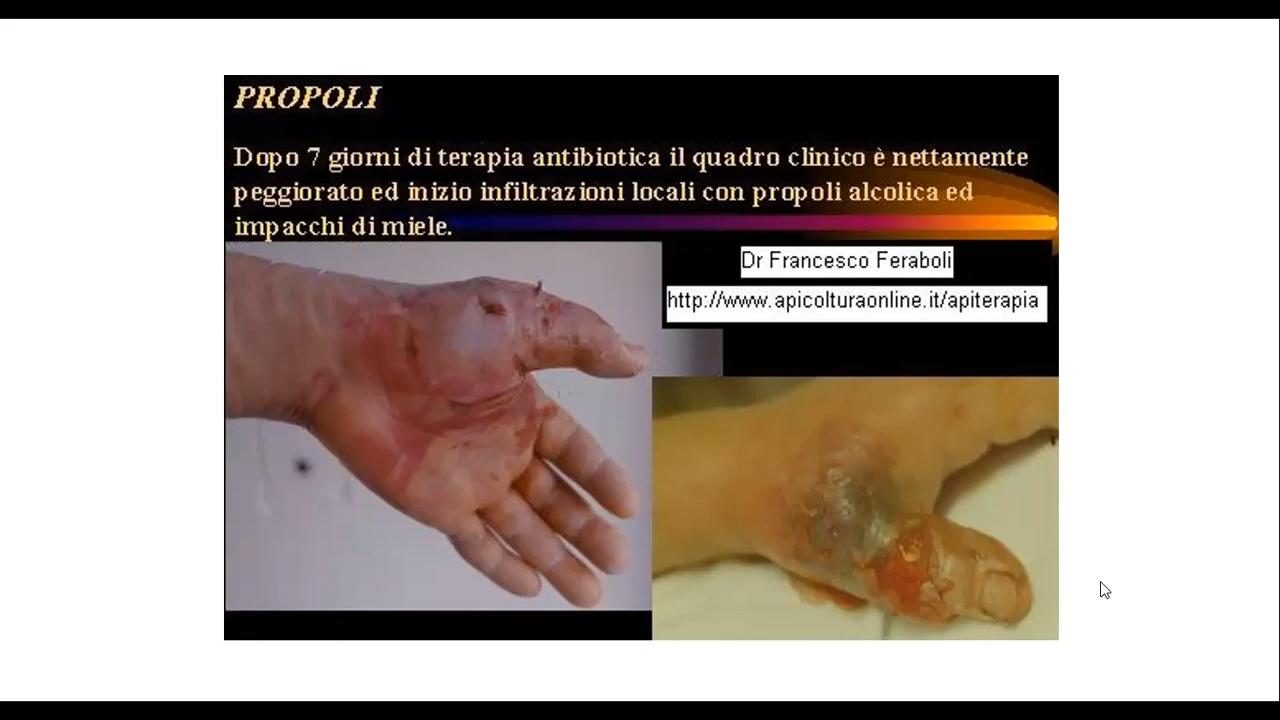 PROPOLI
Dopo 7 giorni di terapia antibiotica il quadro clinico è nettamente
peggiorato ed inizio infiltrazioni locali con propoli alcolica ed
impacchi di miele.
Dr Francesco Feraboli
http://www.apicolturaonline.it/apiterapia